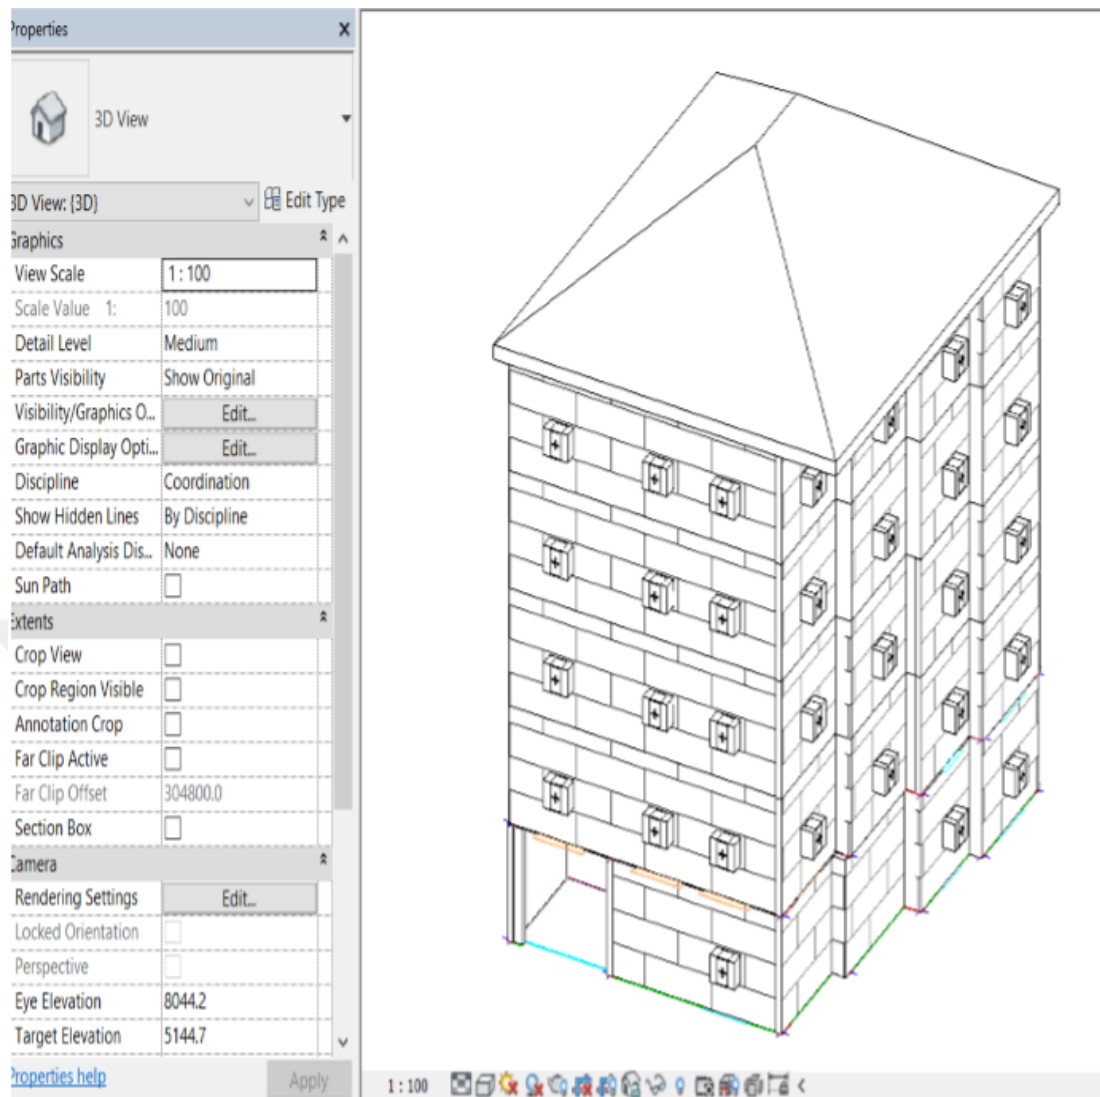 Properties X
3D View
3D View: {3D} Edit Type
Graphics
View Scale 1 : 100
Scale Value 1: 100
Detail Level Medium
Parts Visibility Show Original
Visibility/Graphics O... Edit...
Graphic Display Opti... Edit...
Discipline Coordination
Show Hidden Lines By Discipline
Default Analysis Dis... None
Sun Path
Extents
Crop View
Crop Region Visible
Annotation Crop
Far Clip Active
Far Clip Offset 304800.0
Section Box
Camera
Rendering Settings Edit...
Locked Orientation
Perspective
Eye Elevation 8044.2
Target Elevation 5144.7
Properties help Apply
1 : 100